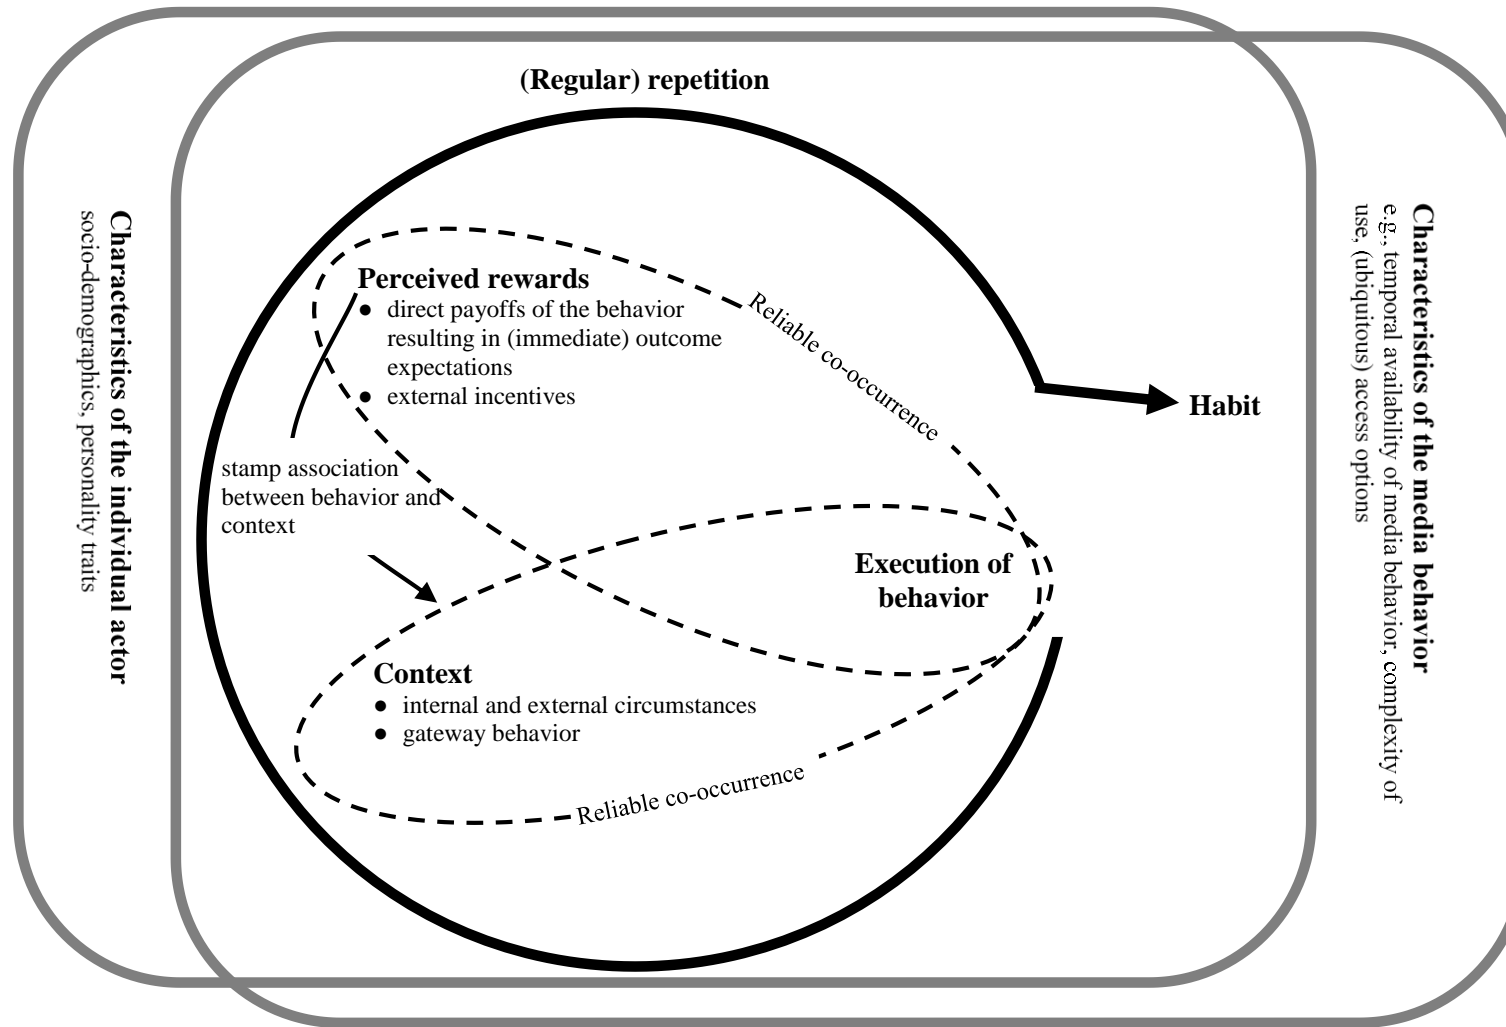 (Regular) repetition
Characteristics of the individual actor
socio-demographics, personality traits
Perceived rewards
● direct payoffs of the behavior
resulting in (immediate) outcome
expectations
● external incentives
Reliable co-occurrence
Habit
stamp association
between behavior and
context
Execution of
behavior
Context
● internal and external circumstances
● gateway behavior
Reliable co-occurrence
Characteristics of the media behavior
e.g., temporal availability of media behavior, complexity of
use, (ubiquitous) access options